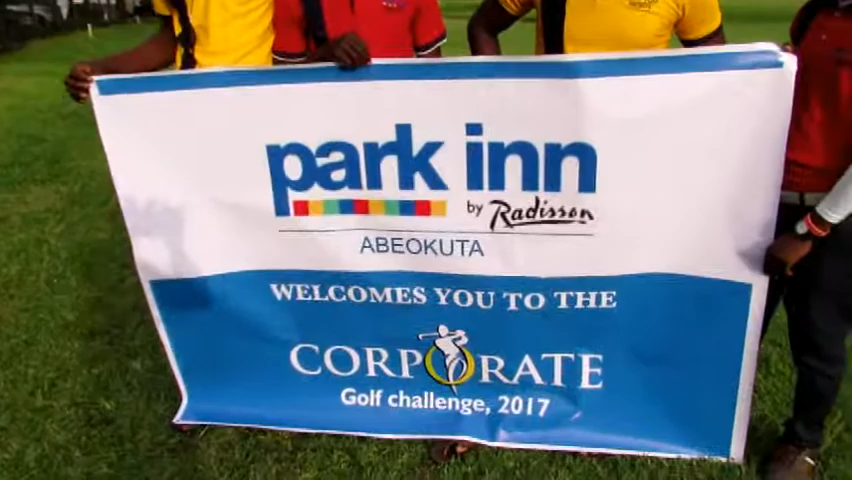 park inn
by Radisson
ABEOKUTA
WELCOMES YOU TO THE
CORPORATE
Golf challenge, 2017